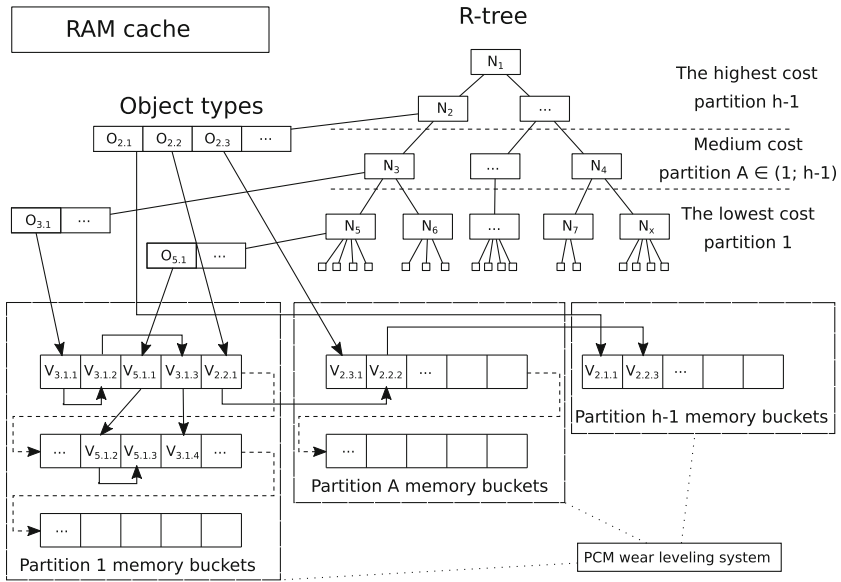 RAM cache
R-tree
N1
The highest cost
partition h-1
Object types
N2
...
O2.1 O2.2 O2.3 ...
Medium cost
partition A ∈ (1; h-1)
N3 ... N4
O3.1 ...
The lowest cost
partition 1
N5 N6 ... N7 Nx
O5.1 ...
V3.1.1 V3.1.2 V5.1.1 V3.1.3 V2.2.1
V2.3.1 V2.2.2 ...
V2.1.1 V2.2.3 ...
Partition h-1 memory buckets
... V5.1.2 V5.1.3 V3.1.4 ...
...
Partition A memory buckets
...
Partition 1 memory buckets
PCM wear leveling system